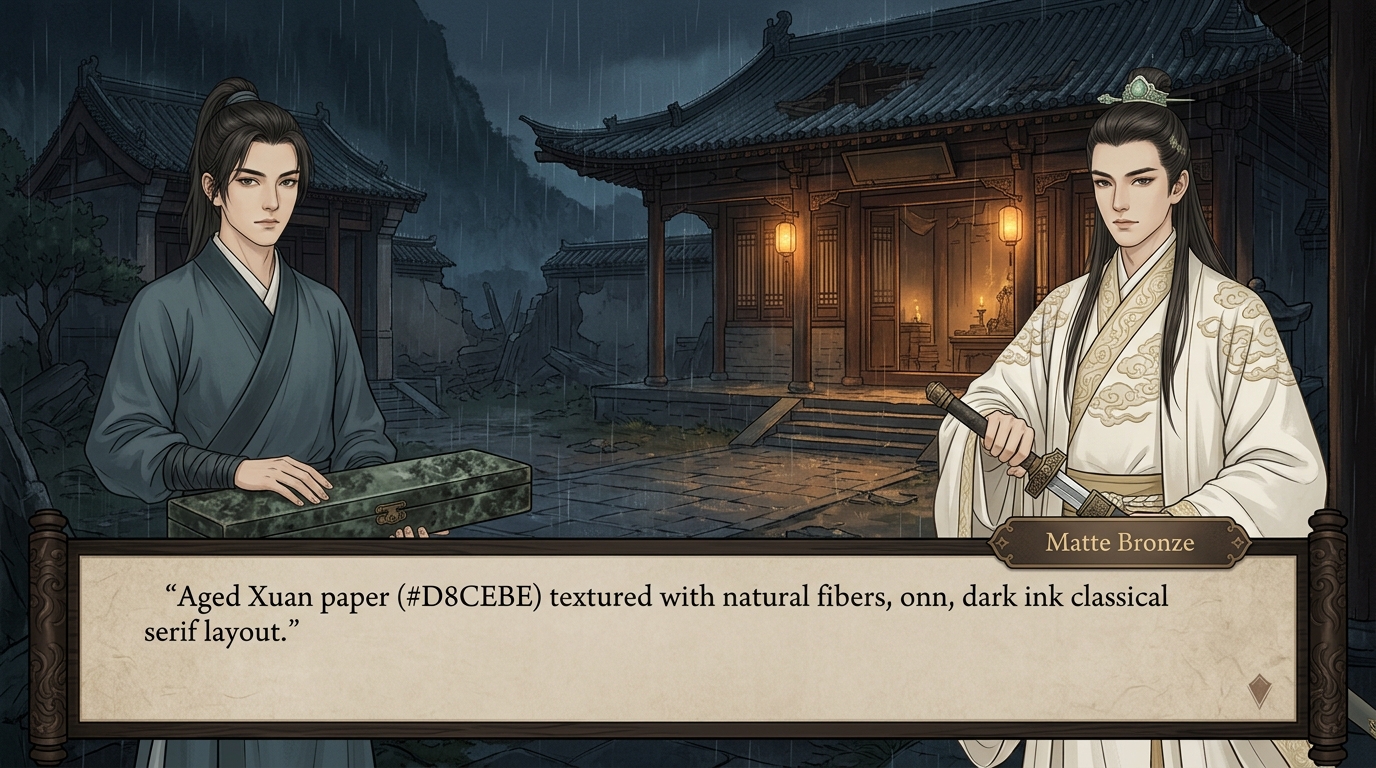 Matte Bronze
“Aged Xuan paper (#D8CEBE) textured with natural fibers, onn, dark ink classical
serif layout.”